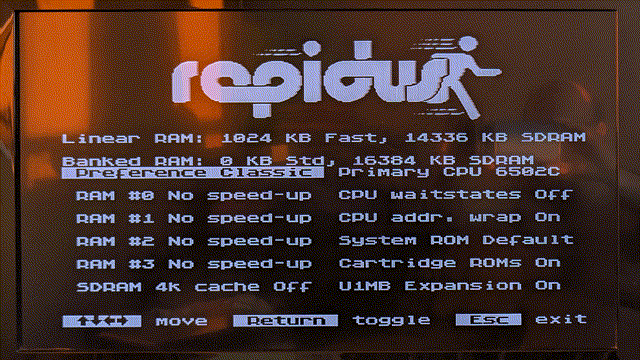 rapidus
Linear RAM: 1024 KB Fast, 14336 KB SDRAM
Banked RAM: 0 KB Std, 16384 KB SDRAM
Preference Classic Primary CPU 6502C
RAM #0 No speed-up CPU waitstates Off
RAM #1 No speed-up CPU addr. wrap On
RAM #2 No speed-up System ROM Default
RAM #3 No speed-up Cartridge ROMs On
SDRAM 4K cache Off U1MB Expansion On
↑↓←→ move Return toggle Esc exit